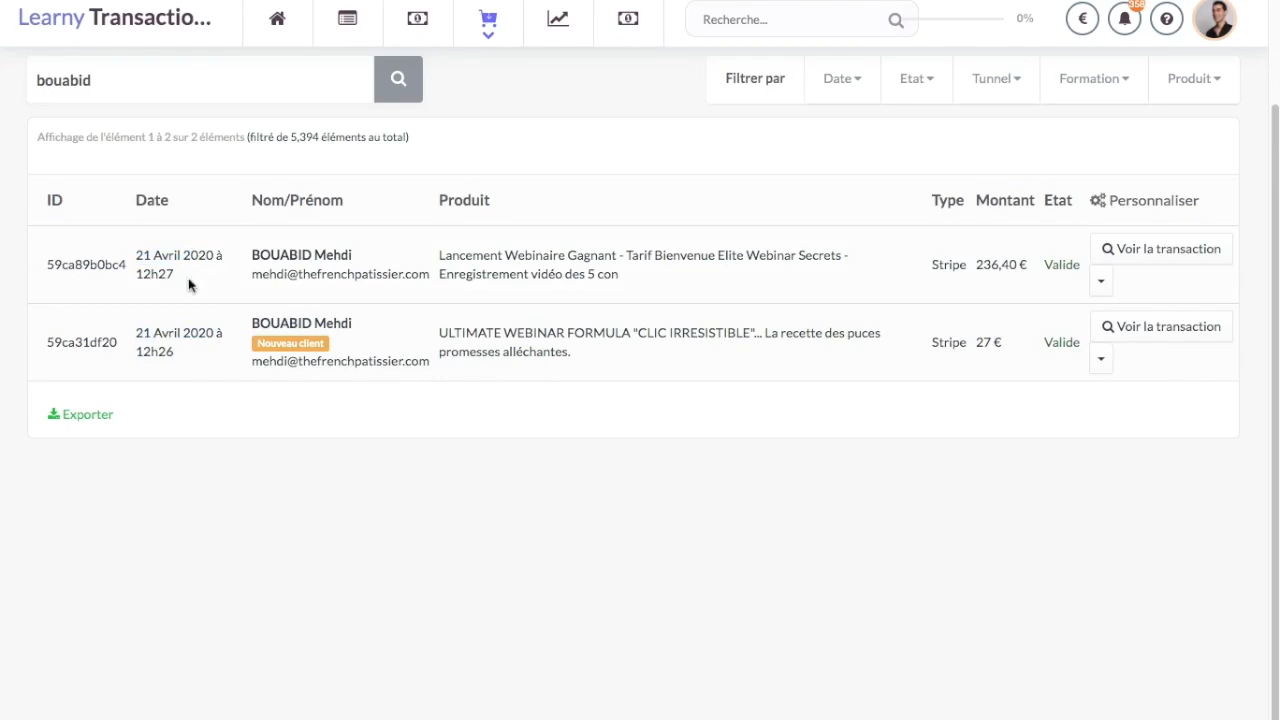 Learny Transactio...
Recherche...
0%
€
358
?
bouabid
Filtrer par
Date
Etat
Tunnel
Formation
Produit
Affichage de l'élément 1 à 2 sur 2 éléments (filtré de 5,394 éléments au total)
ID
Date
Nom/Prénom
Produit
Type
Montant
Etat
Personnaliser
59ca89b0bc4
21 Avril 2020 à
12h27
BOUABID Mehdi
mehdi@thefrenchpatissier.com
Lancement Webinaire Gagnant - Tarif Bienvenue Elite Webinar Secrets -
Enregistrement vidéo des 5 con
Stripe
236,40 €
Valide
Voir la transaction
59ca31df20
21 Avril 2020 à
12h26
BOUABID Mehdi
Nouveau client
mehdi@thefrenchpatissier.com
ULTIMATE WEBINAR FORMULA "CLIC IRRESISTIBLE"... La recette des puces
promesses alléchantes.
Stripe
27 €
Valide
Voir la transaction
Exporter